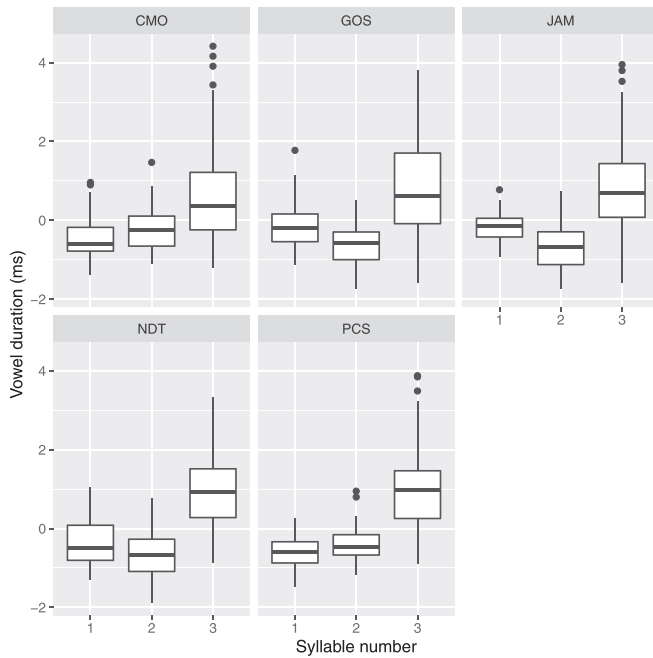 CMO GOS JAM
4
2
0
−2
1 2 3
NDT PCS
4
2
0
−2
1 2 3 1 2 3
Syllable number
Vowel duration (ms)